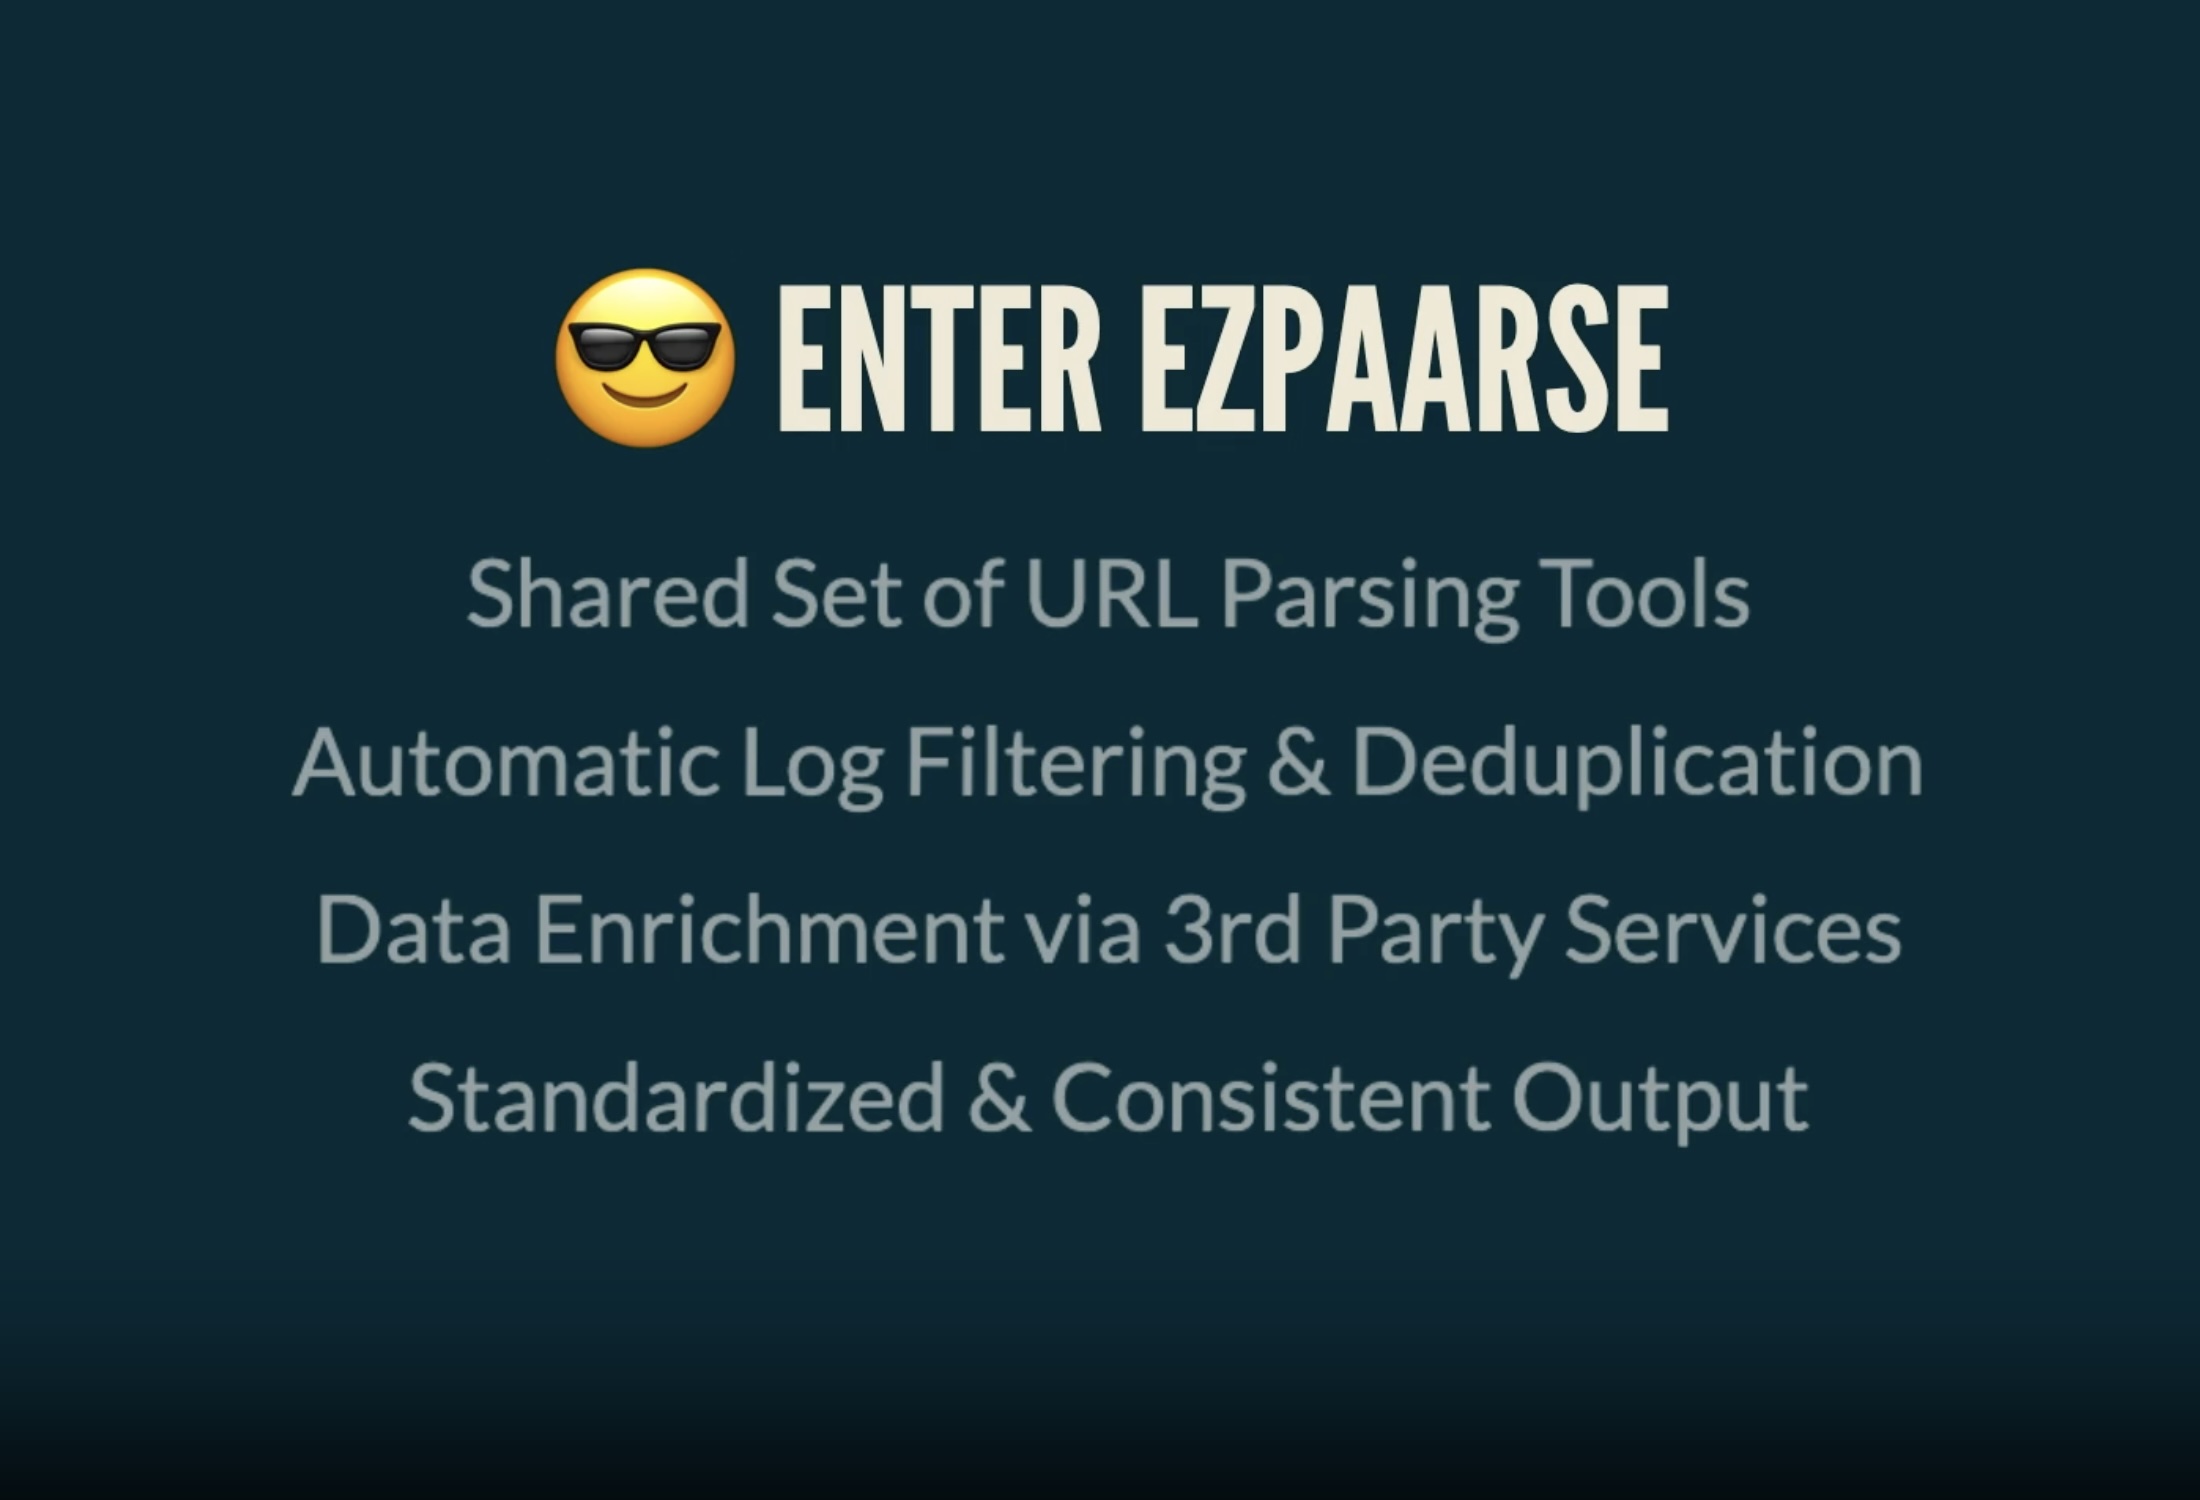 😎 ENTER EZPAARSE
Shared Set of URL Parsing Tools
Automatic Log Filtering & Deduplication
Data Enrichment via 3rd Party Services
Standardized & Consistent Output